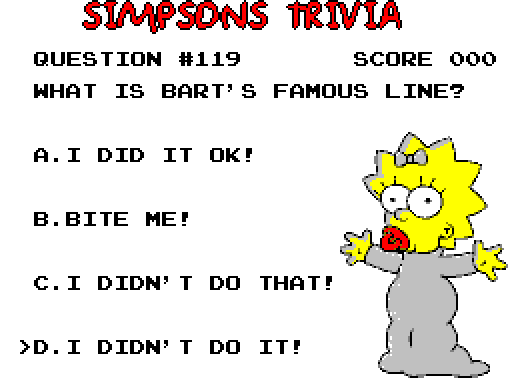 SIMPSONS TRIVIA
QUESTION #119 SCORE 000
WHAT IS BART'S FAMOUS LINE?
A.I DID IT OK!
B.BITE ME!
C.I DIDN'T DO THAT!
>D.I DIDN'T DO IT!